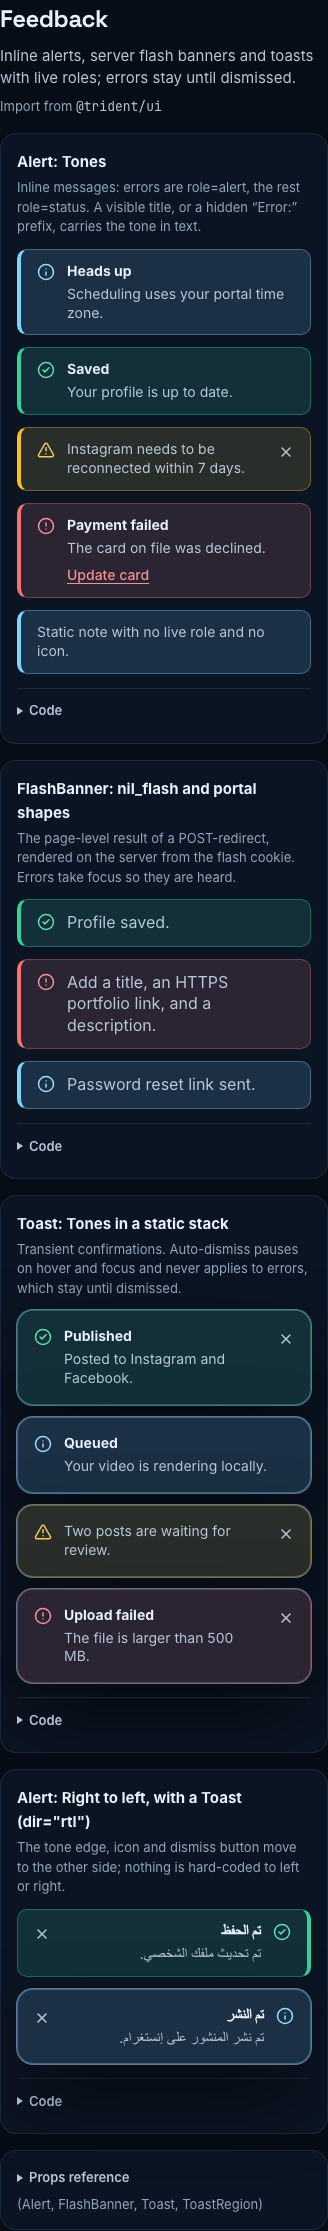 Feedback
Inline alerts, server flash banners and toasts
with live roles; errors stay until dismissed.
Import from @trident/ui
Alert: Tones
Inline messages: errors are role=alert, the rest
role=status. A visible title, or a hidden “Error:”
prefix, carries the tone in text.
Heads up
Scheduling uses your portal time
zone.
Saved
Your profile is up to date.
Instagram needs to be
reconnected within 7 days.
Payment failed
The card on file was declined.
Update card
Static note with no live role and no
icon.
Code
FlashBanner: nil_flash and portal
shapes
The page-level result of a POST-redirect,
rendered on the server from the flash cookie.
Errors take focus so they are heard.
Profile saved.
Add a title, an HTTPS
portfolio link, and a
description.
Password reset link sent.
Code
Toast: Tones in a static stack
Transient confirmations. Auto-dismiss pauses
on hover and focus and never applies to errors,
which stay until dismissed.
Published
Posted to Instagram and
Facebook.
Queued
Your video is rendering locally.
Two posts are waiting for
review.
Upload failed
The file is larger than 500
MB.
Code
Alert: Right to left, with a Toast
(dir="rtl")
The tone edge, icon and dismiss button move
to the other side; nothing is hard-coded to left
or right.
تم الحفظ
تم تحديث ملفك الشخصي.
تم النشر
تم نشر المنشور على إنستغرام.
Code
Props reference
(Alert, FlashBanner, Toast, ToastRegion)